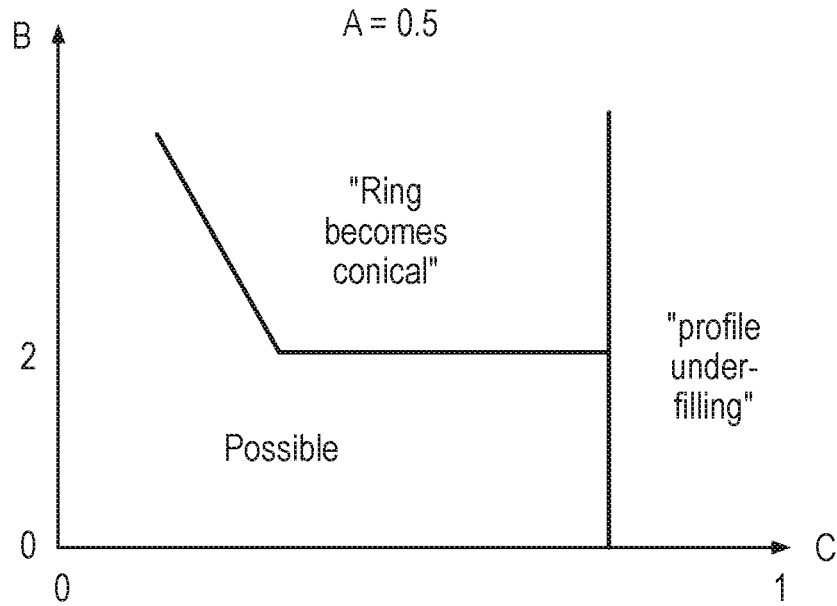 A = 0.5
B
"Ring
becomes
conical"
"profile
under-
filling"
2
Possible
0
C
0
1